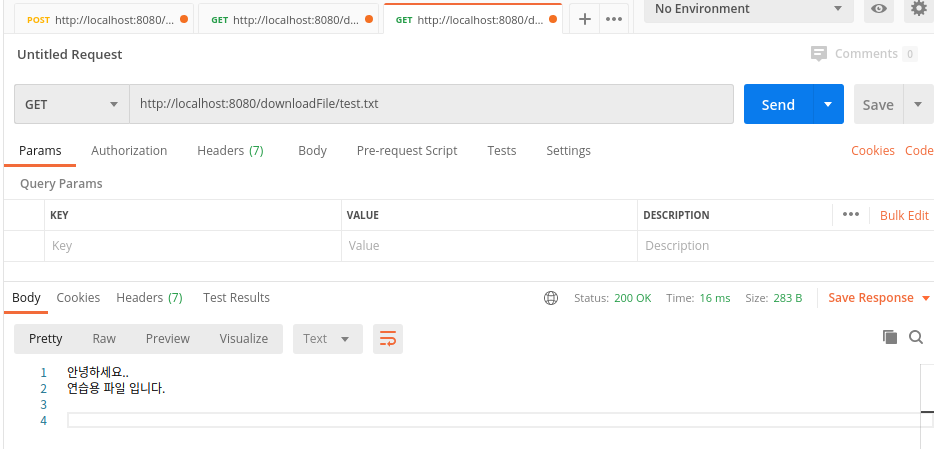 POST http://localhost:8080/... GET http://localhost:8080/d... GET http://localhost:8080/d... No Environment
Untitled Request Comments 0
GET http://localhost:8080/downloadFile/test.txt Send Save
Params Authorization Headers (7) Body Pre-request Script Tests Settings Cookies Code
Query Params
KEY VALUE DESCRIPTION Bulk Edit
Key Value Description
Body Cookies Headers (7) Test Results Status: 200 OK Time: 16 ms Size: 283 B Save Response
Pretty Raw Preview Visualize Text
1 안녕하세요..
2 연습용 파일 입니다.
3
4